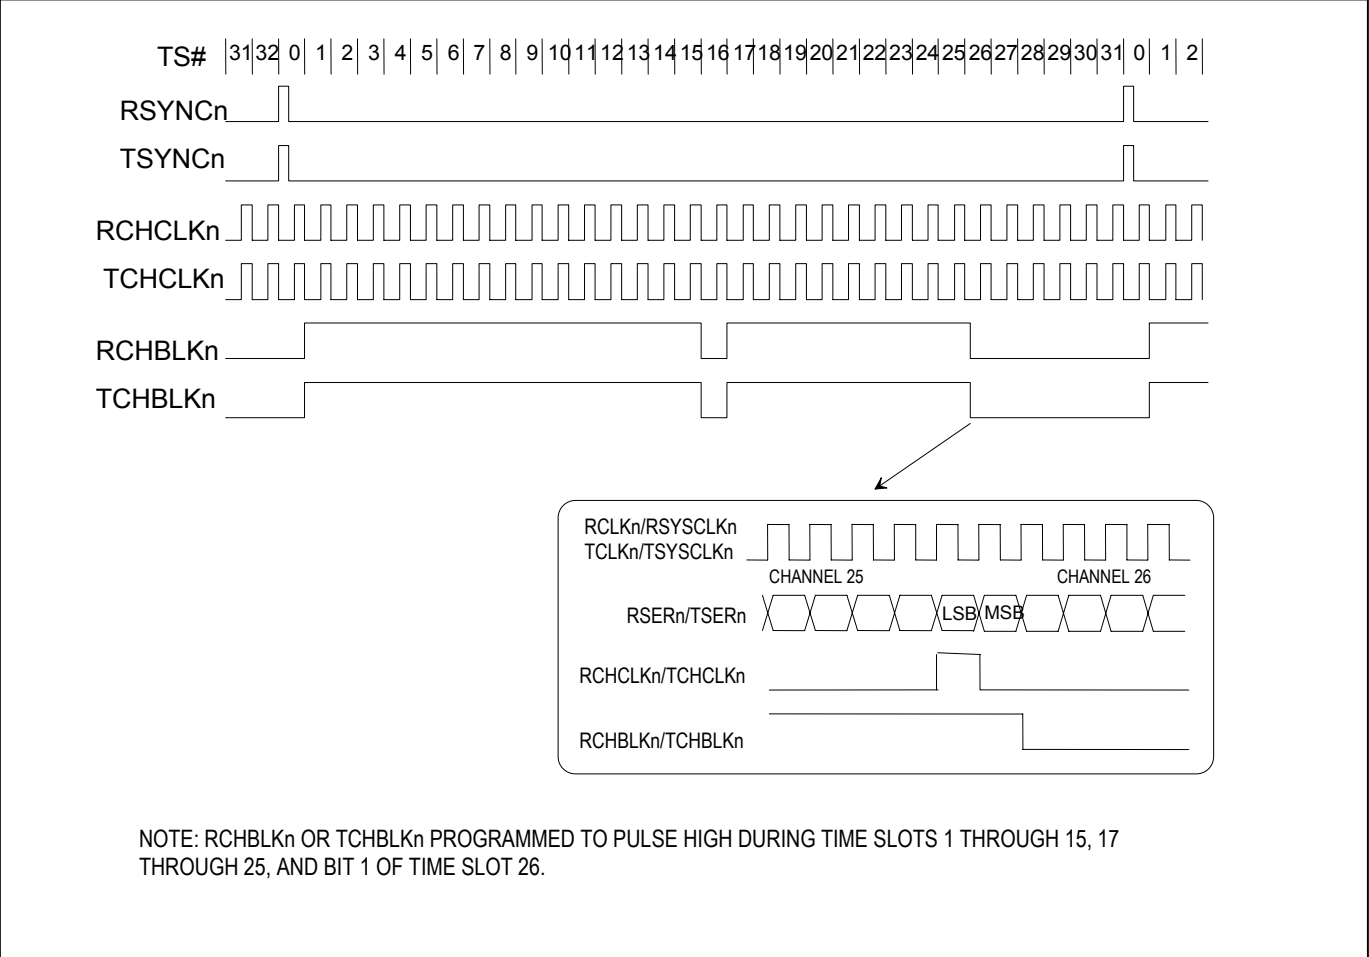 TS# 31 32 0 1 2 3 4 5 6 7 8 9 10 11 12 13 14 15 16 17 18 19 20 21 22 23 24 25 26 27 28 29 30 31 0 1 2
RSYNCn
TSYNCn
RCHCLKn
TCHCLKn
RCHBLKn
TCHBLKn
RCLKn/RSYSCLKn
TCLKn/TSYSCLKn
CHANNEL 25 CHANNEL 26
RSERn/TSERn LSB MSB
RCHCLKn/TCHCLKn
RCHBLKn/TCHBLKn
NOTE: RCHBLKn OR TCHBLKn PROGRAMMED TO PULSE HIGH DURING TIME SLOTS 1 THROUGH 15, 17
THROUGH 25, AND BIT 1 OF TIME SLOT 26.